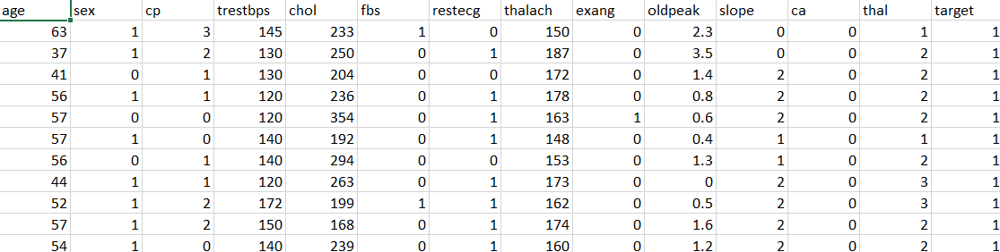 age sex cp trestbps chol fbs restecg thalach exang oldpeak slope ca thal target
63 1 3 145 233 1 0 150 0 2.3 0 0 1 1
37 1 2 130 250 0 1 187 0 3.5 0 0 2 1
41 0 1 130 204 0 0 172 0 1.4 2 0 2 1
56 1 1 120 236 0 1 178 0 0.8 2 0 2 1
57 0 0 120 354 0 1 163 1 0.6 2 0 2 1
57 1 0 140 192 0 1 148 0 0.4 1 0 1 1
56 0 1 140 294 0 0 153 0 1.3 1 0 2 1
44 1 1 120 263 0 1 173 0 0 2 0 3 1
52 1 2 172 199 1 1 162 0 0.5 2 0 3 1
57 1 2 150 168 0 1 174 0 1.6 2 0 2 1
54 1 0 140 239 0 1 160 0 1.2 2 0 2 1